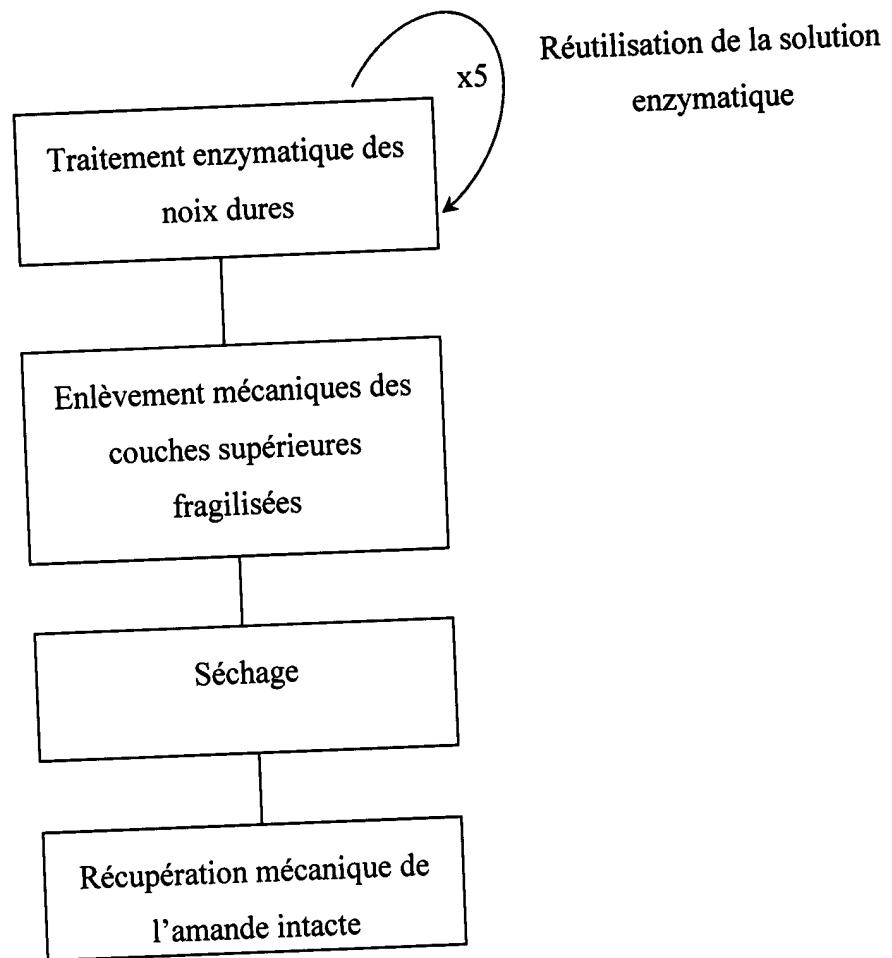 Réutilisation de la solution
enzymatique
x5
Traitement enzymatique des
noix dures
Enlèvement mécaniques des
couches supérieures
fragilisées
Séchage
Récupération mécanique de
l'amande intacte